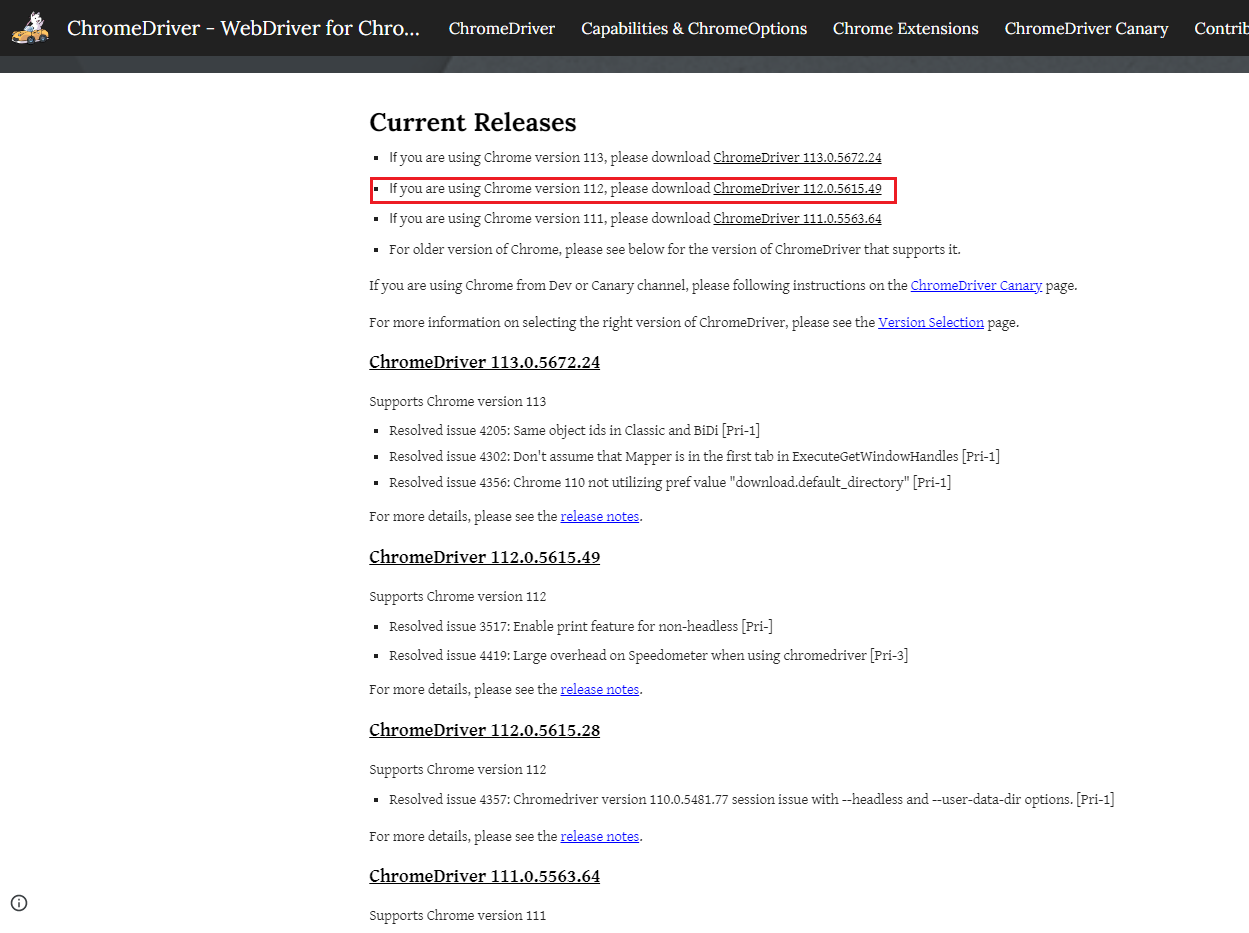 ChromeDriver - WebDriver for Chro... ChromeDriver Capabilities & ChromeOptions Chrome Extensions ChromeDriver Canary Contrib
Current Releases
▪ If you are using Chrome version 113, please download ChromeDriver 113.0.5672.24
▪ If you are using Chrome version 112, please download ChromeDriver 112.0.5615.49
▪ If you are using Chrome version 111, please download ChromeDriver 111.0.5563.64
▪ For older version of Chrome, please see below for the version of ChromeDriver that supports it.
If you are using Chrome from Dev or Canary channel, please following instructions on the ChromeDriver Canary page.
For more information on selecting the right version of ChromeDriver, please see the Version Selection page.
ChromeDriver 113.0.5672.24
Supports Chrome version 113
▪ Resolved issue 4205: Same object ids in Classic and BiDi [Pri-1]
▪ Resolved issue 4302: Don't assume that Mapper is in the first tab in ExecuteGetWindowHandles [Pri-1]
▪ Resolved issue 4356: Chrome 110 not utilizing pref value "download.default_directory" [Pri-1]
For more details, please see the release notes.
ChromeDriver 112.0.5615.49
Supports Chrome version 112
▪ Resolved issue 3517: Enable print feature for non-headless [Pri-]
▪ Resolved issue 4419: Large overhead on Speedometer when using chromedriver [Pri-3]
For more details, please see the release notes.
ChromeDriver 112.0.5615.28
Supports Chrome version 112
▪ Resolved issue 4357: Chromedriver version 110.0.5481.77 session issue with --headless and --user-data-dir options. [Pri-1]
For more details, please see the release notes.
ChromeDriver 111.0.5563.64
Supports Chrome version 111